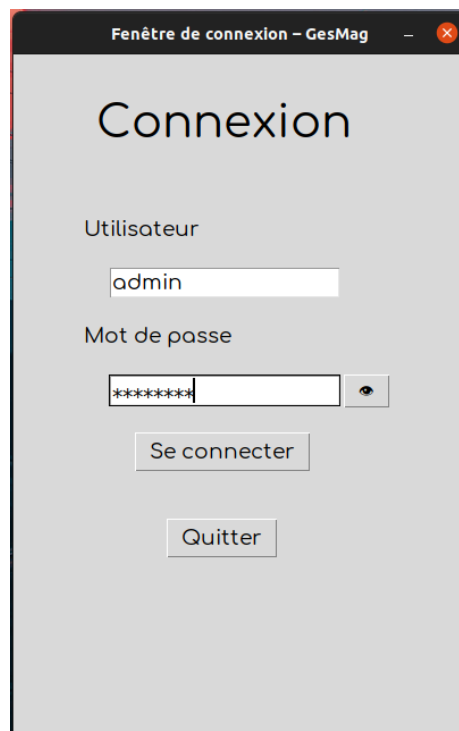 Fenêtre de connexion – GesMag
Connexion
Utilisateur
admin
Mot de passe
********
Se connecter
Quitter